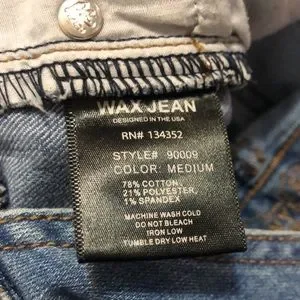 WAX JEAN
DESIGNED IN THE USA
RN# 134352
STYLE# 90009
COLOR: MEDIUM
78% COTTON,
21% POLYESTER,
1% SPANDEX
MACHINE WASH COLD
DO NOT BLEACH
IRON LOW
TUMBLE DRY LOW HEAT